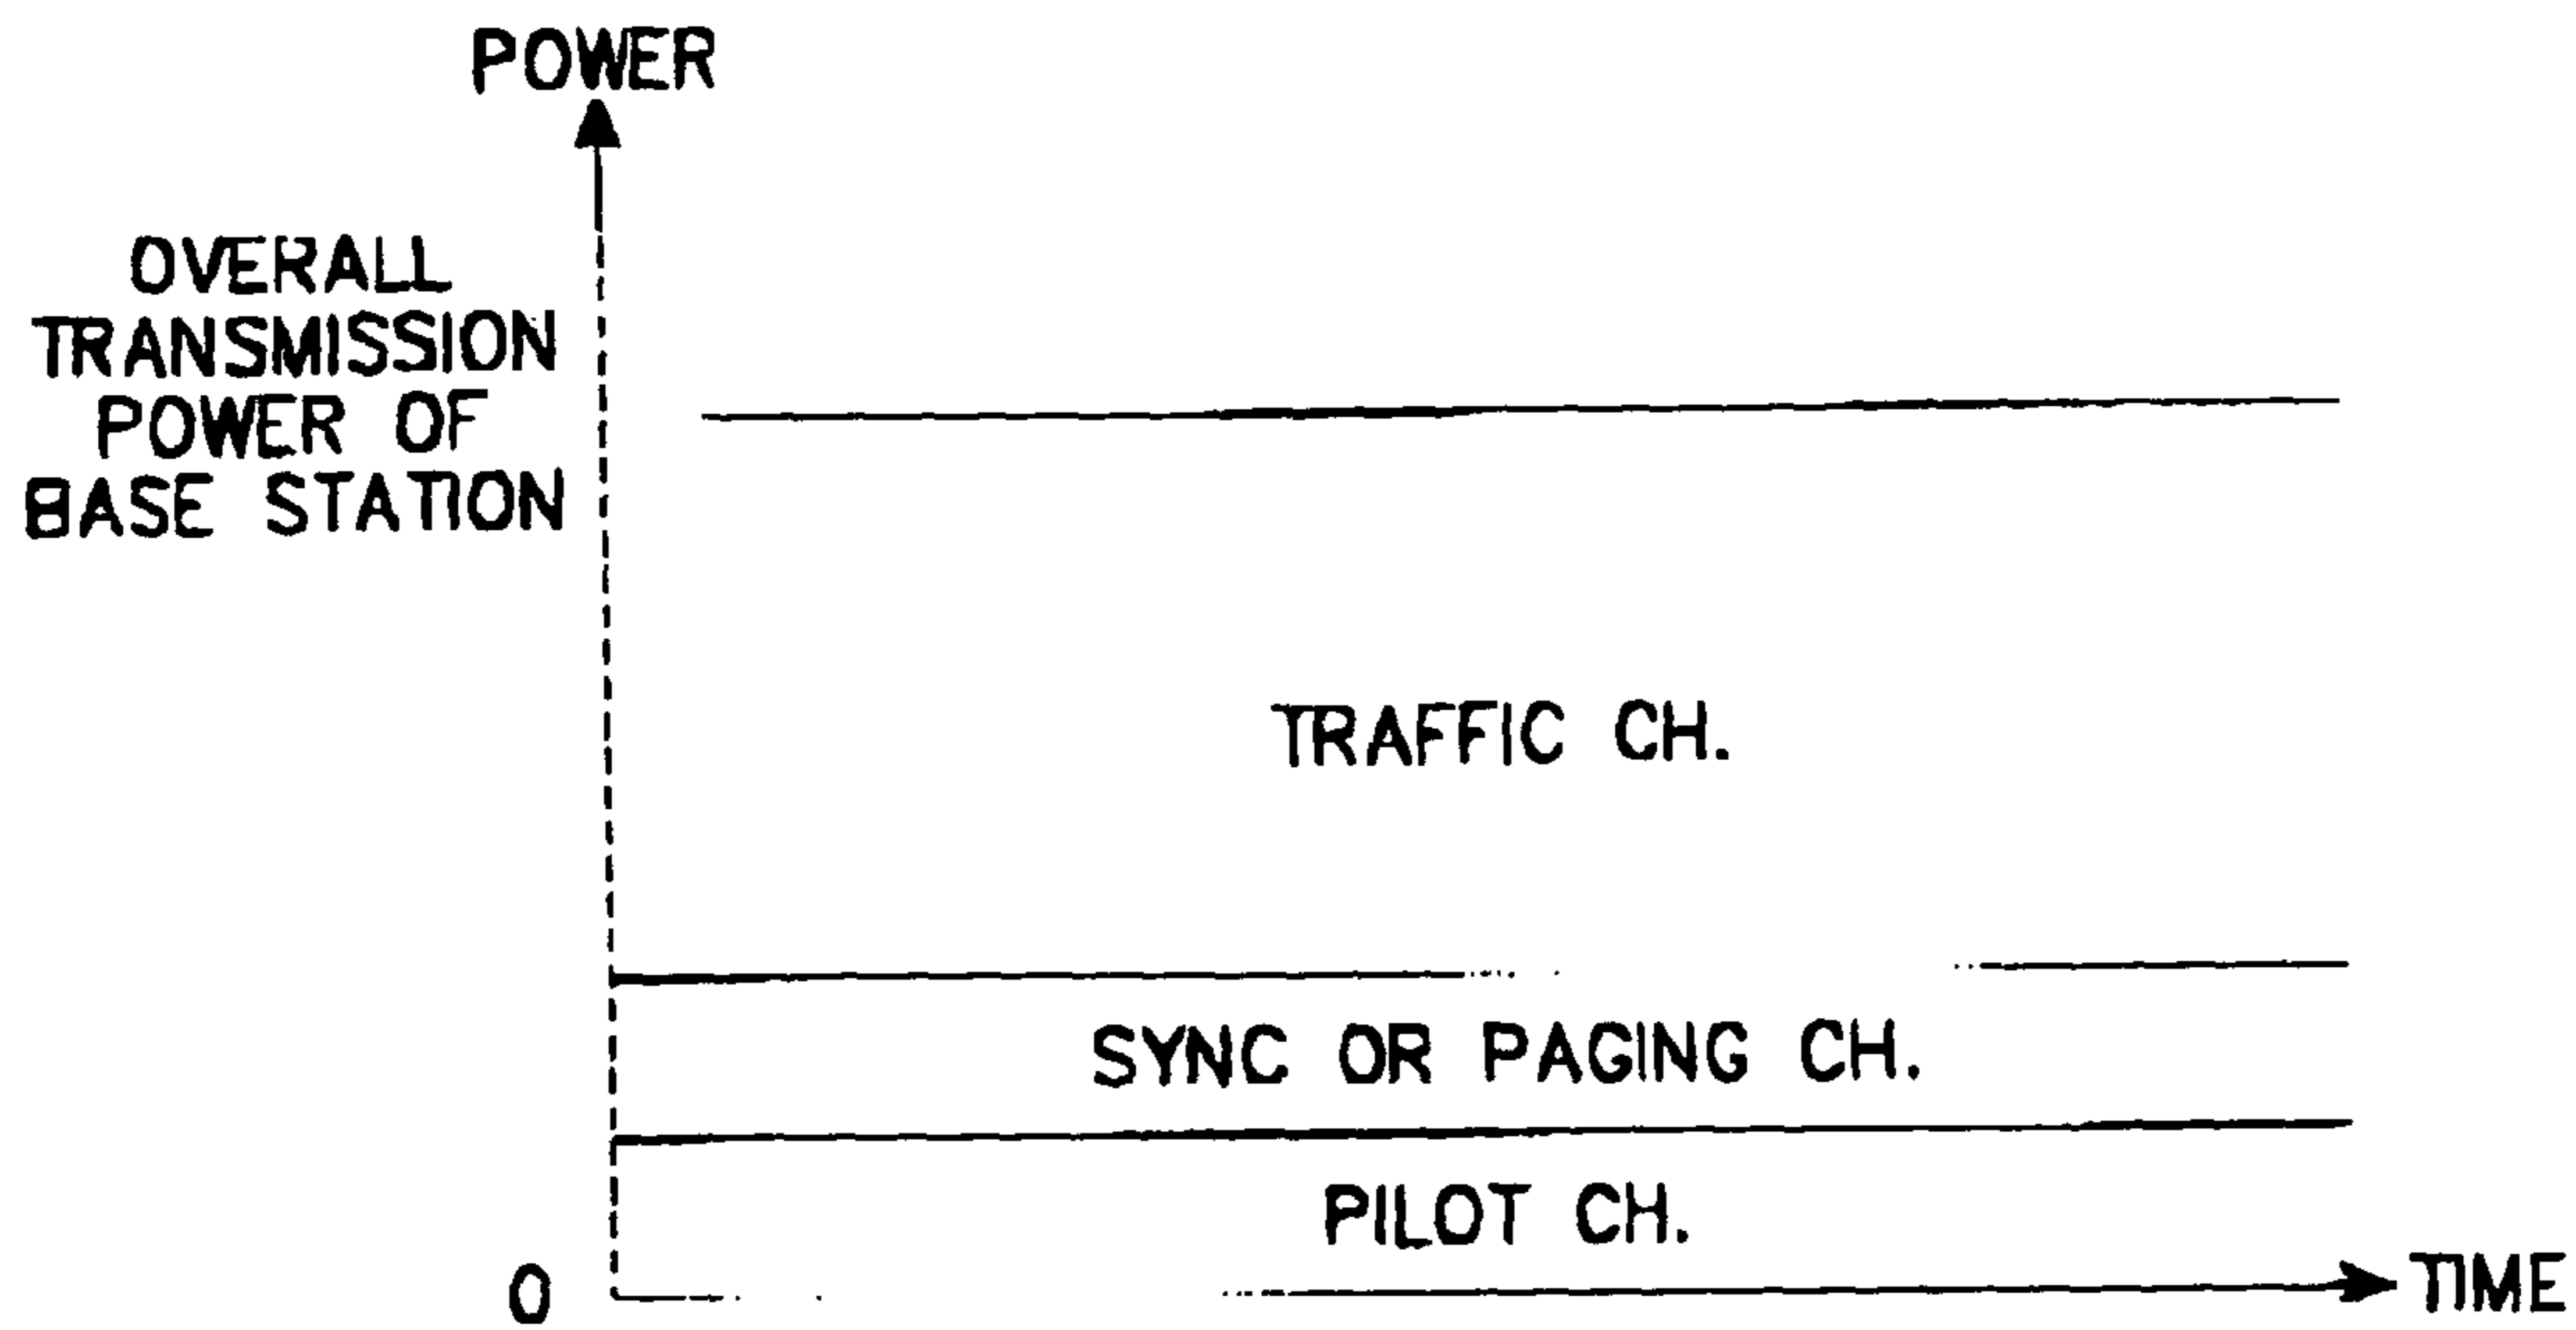 POWER
OVERALL
TRANSMISSION
POWER OF
BASE STATION
TRAFFIC CH.
SYNC OR PAGING CH.
PILOT CH.
0
TIME